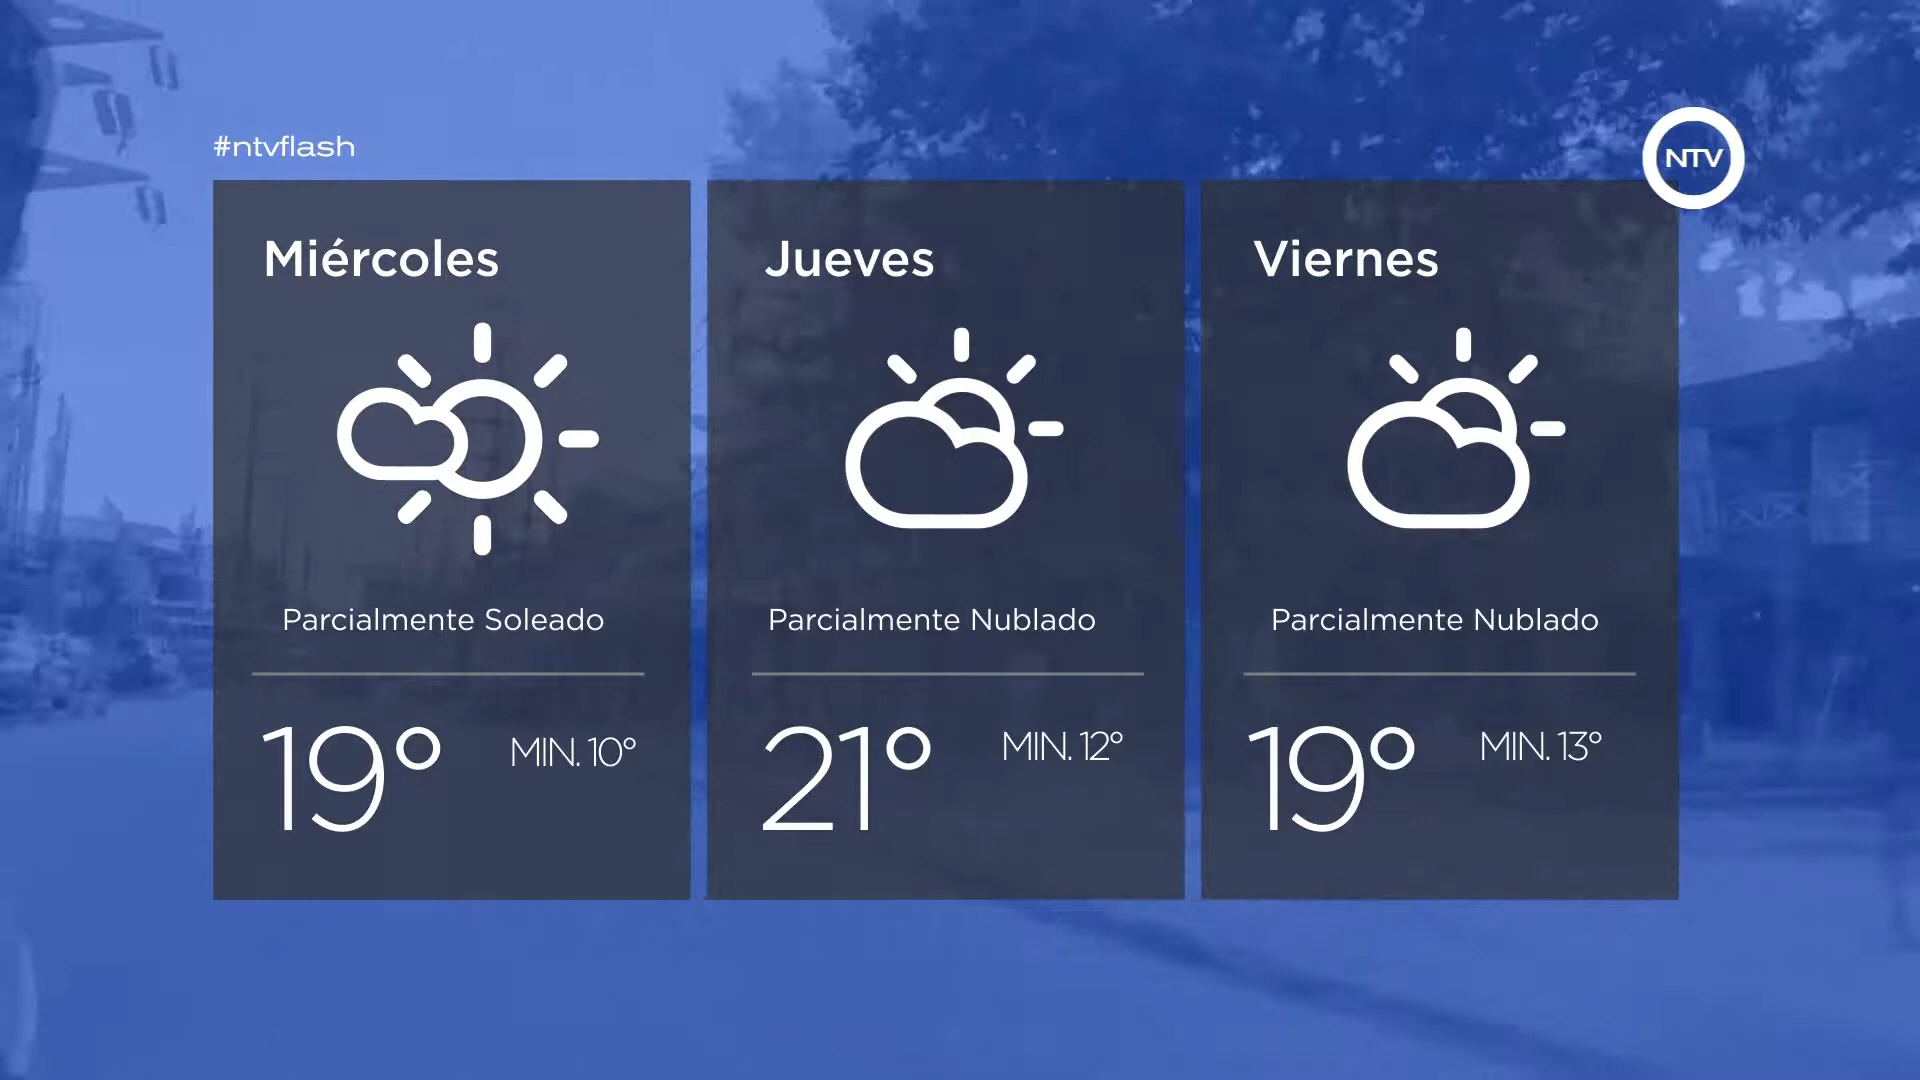 #ntvflash
NTV
Miércoles
Parcialmente Soleado
19°
MIN. 10°
Jueves
Parcialmente Nublado
21°
MIN. 12°
Viernes
Parcialmente Nublado
19°
MIN. 13°